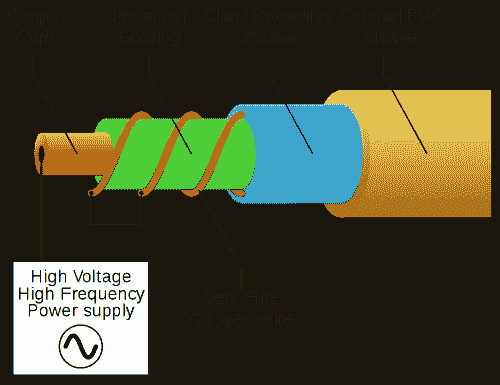 Copper Phosphor Clear Protective Colored PVC
Core Coating Sleeve Sleeve
High Voltage
High Frequency
Power supply
Very Fine
Copper Wire